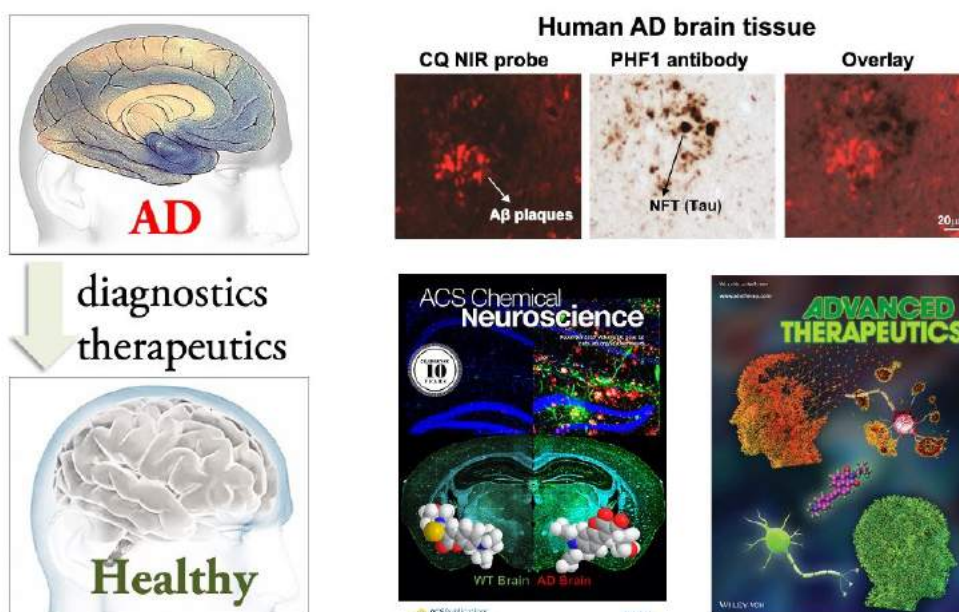 AD
diagnostics
therapeutics
Healthy
Human AD brain tissue
CQ NIR probe
PHF1 antibody
Overlay
Aβ plaques
NFT (Tau)
20μ
ACS Chemical
Neuroscience
10
YEARS
WT Brain AD Brain
ADVANCED
THERAPEUTICS
WILEY-VCH